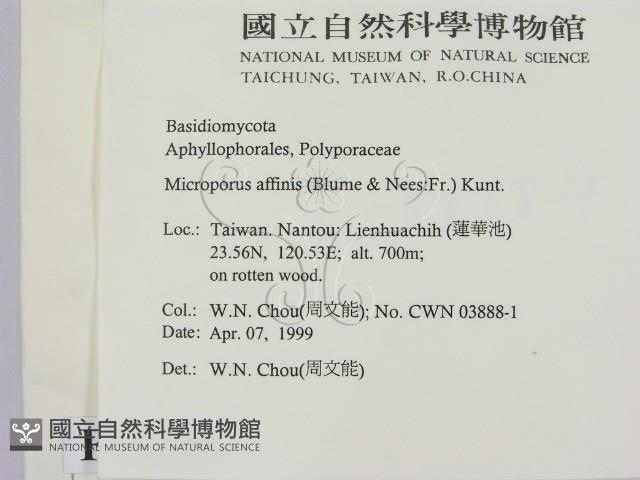 國立自然科學博物館
NATIONAL MUSEUM OF NATURAL SCIENCE
TAICHUNG, TAIWAN, R.O.CHINA
Basidiomycota
Aphyllophorales, Polyporaceae
Microporus affinis (Blume & Nees:Fr.) Kunt.
Loc.: Taiwan. Nantou: Lienhuachih (蓮華池)
23.56N, 120.53E; alt. 700m;
on rotten wood.
Col.: W.N. Chou(周文能); No. CWN 03888-1
Date: Apr. 07, 1999
Det.: W.N. Chou(周文能)
國立自然科學博物館
NATIONAL MUSEUM OF NATURAL SCIENCE